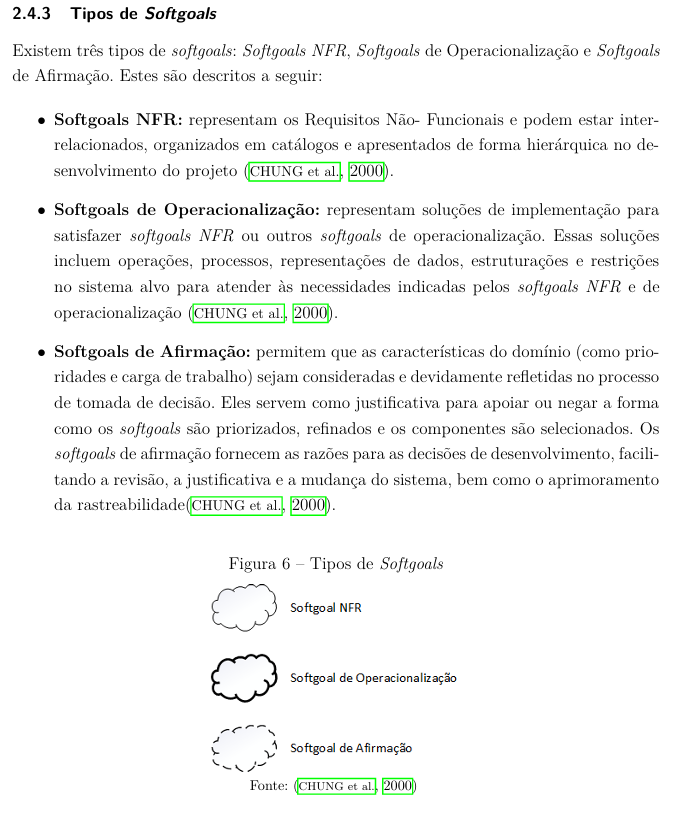 2.4.3 Tipos de Softgoals
Existem três tipos de softgoals: Softgoals NFR, Softgoals de Operacionalização e Softgoals
de Afirmação. Estes são descritos a seguir:
• Softgoals NFR: representam os Requisitos Não- Funcionais e podem estar inter-
relacionados, organizados em catálogos e apresentados de forma hierárquica no de-
senvolvimento do projeto (CHUNG et al., 2000).
• Softgoals de Operacionalização: representam soluções de implementação para
satisfazer softgoals NFR ou outros softgoals de operacionalização. Essas soluções
incluem operações, processos, representações de dados, estruturações e restrições
no sistema alvo para atender às necessidades indicadas pelos softgoals NFR e de
operacionalização (CHUNG et al., 2000).
• Softgoals de Afirmação: permitem que as características do domínio (como prio-
ridades e carga de trabalho) sejam consideradas e devidamente refletidas no processo
de tomada de decisão. Eles servem como justificativa para apoiar ou negar a forma
como os softgoals são priorizados, refinados e os componentes são selecionados. Os
softgoals de afirmação fornecem as razões para as decisões de desenvolvimento, facili-
tando a revisão, a justificativa e a mudança do sistema, bem como o aprimoramento
da rastreabilidade(CHUNG et al., 2000).
Figura 6 – Tipos de Softgoals
Softgoal NFR
Softgoal de Operacionalização
Softgoal de Afirmação
Fonte: (CHUNG et al., 2000)